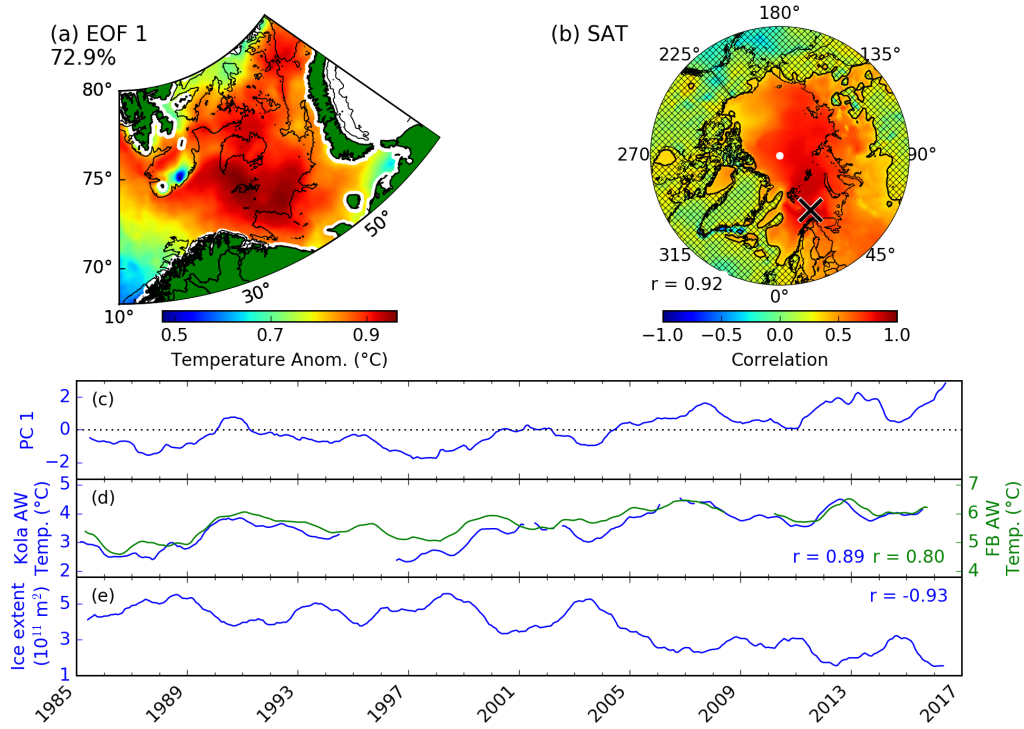 (a) EOF 1
72.9%
80°
75°
70°
10°
30°
50°
0.5 0.7 0.9
Temperature Anom. (°C)
(b) SAT
180°
225° 135°
270 90°
315 45°
0°
r = 0.92
−1.0 −0.5 0.0 0.5 1.0
Correlation
(c)
PC 1
2
0
−2
(d)
Kola AW
Temp. (°C)
5
4
3
2
7
6
5
4
FB AW
Temp. (°C)
r = 0.89 r = 0.80
(e)
Ice extent
(10¹¹ m²)
5
3
1
r = -0.93
1985 1989 1993 1997 2001 2005 2009 2013 2017